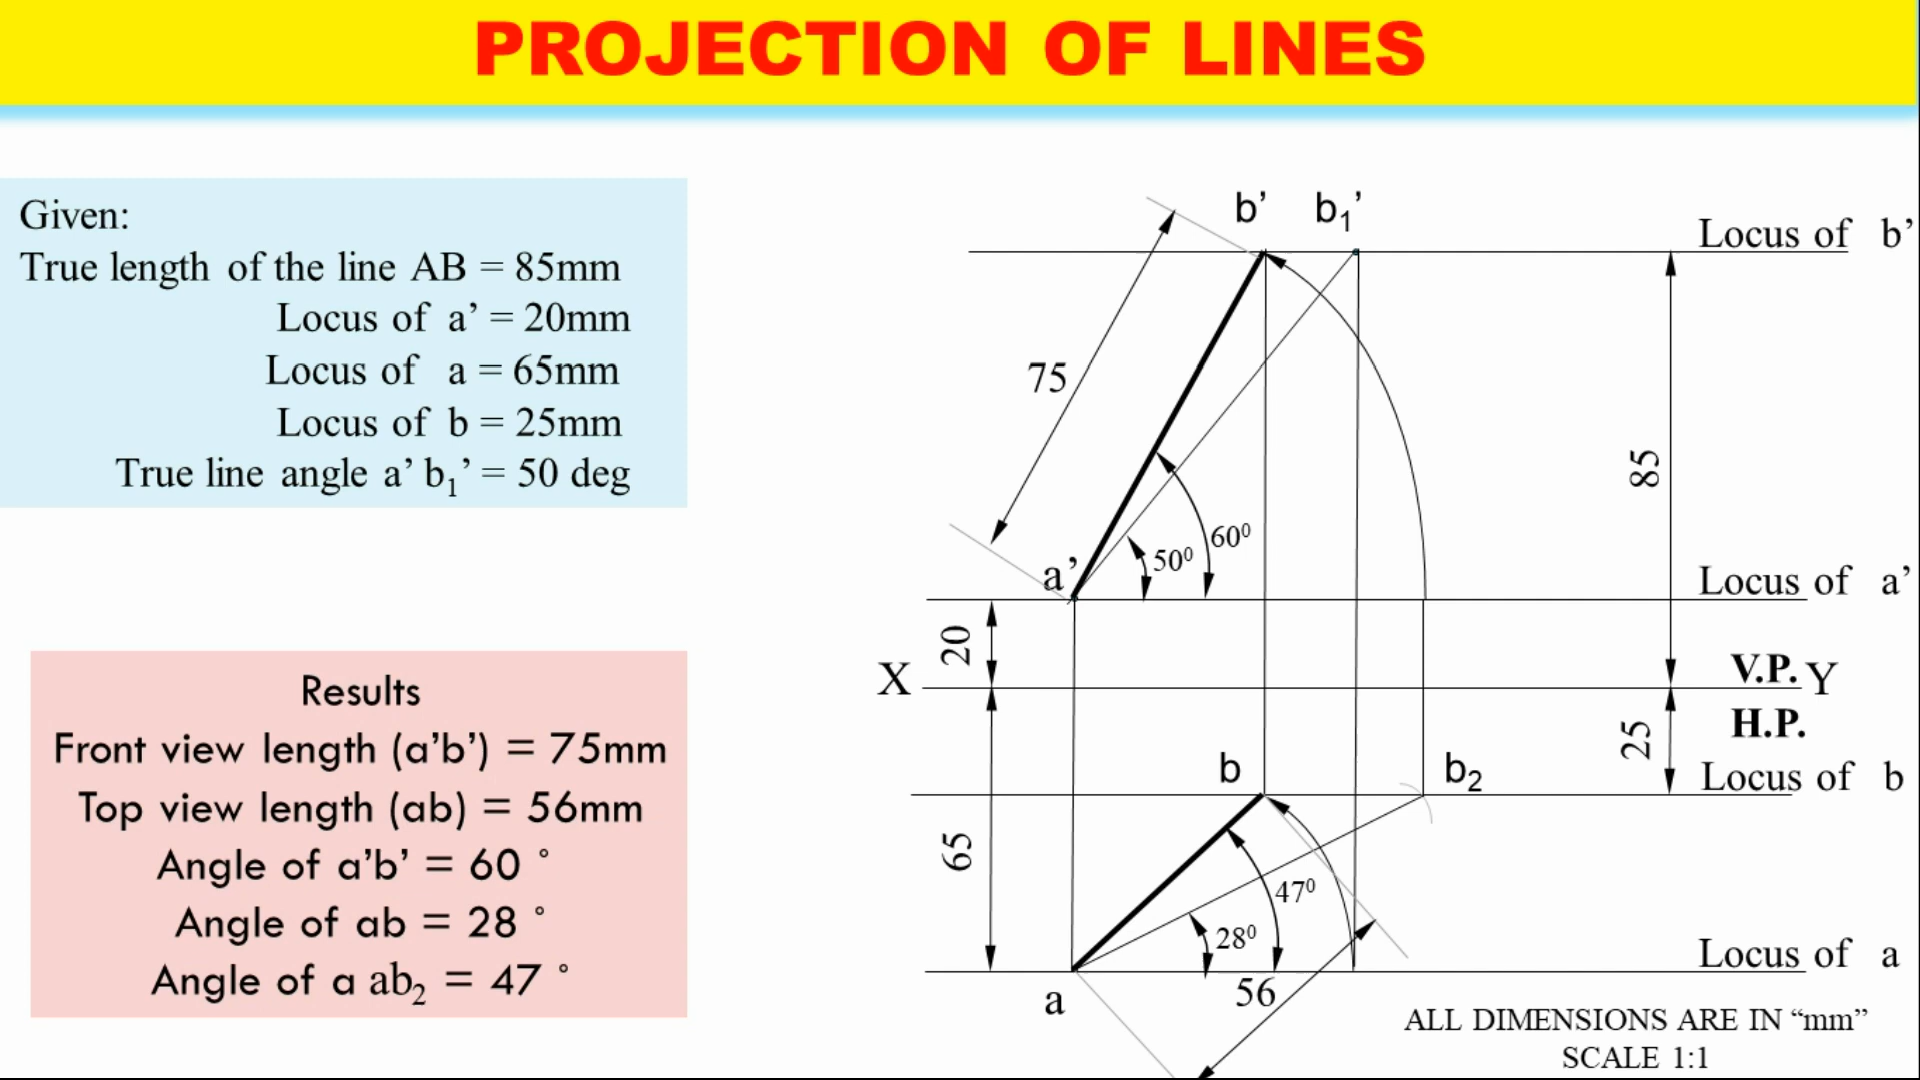 PROJECTION OF LINES
Given:
True length of the line AB = 85mm
Locus of a’ = 20mm
Locus of a = 65mm
Locus of b = 25mm
True line angle a’ b₁’ = 50 deg
Results
Front view length (a’b’) = 75mm
Top view length (ab) = 56mm
Angle of a’b’ = 60 °
Angle of ab = 28 °
Angle of a ab₂ = 47 °
b’ b₁’
Locus of b’
75
85
60⁰
50⁰
a’
Locus of a’
20
X
V.P. Y
H.P.
25
b
b₂
Locus of b
65
47⁰
28⁰
Locus of a
56
a
ALL DIMENSIONS ARE IN “mm”
SCALE 1:1